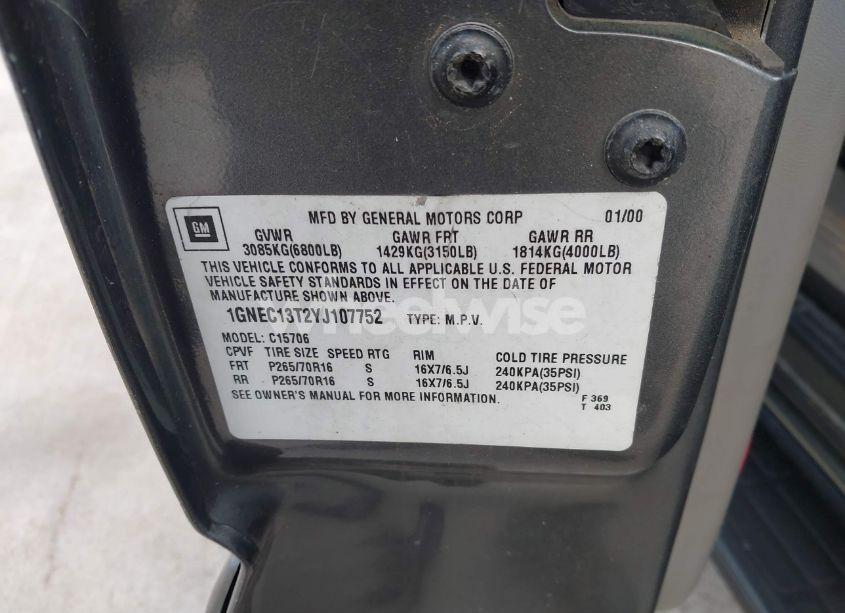 GM
MFD BY GENERAL MOTORS CORP 01/00
GVWR GAWR FRT GAWR RR
3085KG(6800LB) 1429KG(3150LB) 1814KG(4000LB)
THIS VEHICLE CONFORMS TO ALL APPLICABLE U.S. FEDERAL MOTOR
VEHICLE SAFETY STANDARDS IN EFFECT ON THE DATE OF
MANUFACTURE SHOWN ABOVE.
1GNEC13T2YJ107752 TYPE: M.P.V.
MODEL: C15706
CPVF TIRE SIZE SPEED RTG RIM COLD TIRE PRESSURE
FRT P265/70R16 S 16X7/6.5J 240KPA(35PSI)
RR P265/70R16 S 16X7/6.5J 240KPA(35PSI)
SEE OWNER'S MANUAL FOR MORE INFORMATION.
F 369
T 403
wheelwise